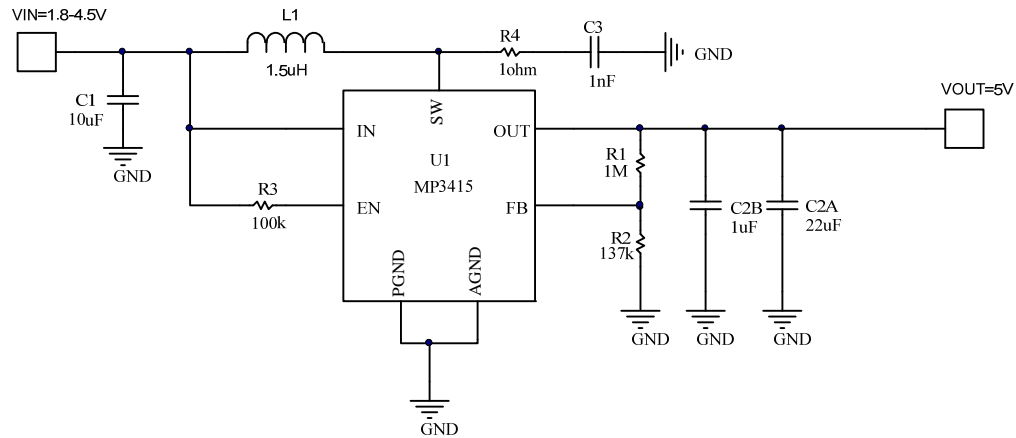 VIN=1.8-4.5V
L1
1.5uH
R4
1ohm
C3
1nF
GND
VOUT=5V
C1
10uF
GND
SW
IN
OUT
U1
MP3415
R1
1M
R3
100k
EN
FB
C2B
1uF
C2A
22uF
R2
137k
PGND
AGND
GND
GND
GND
GND